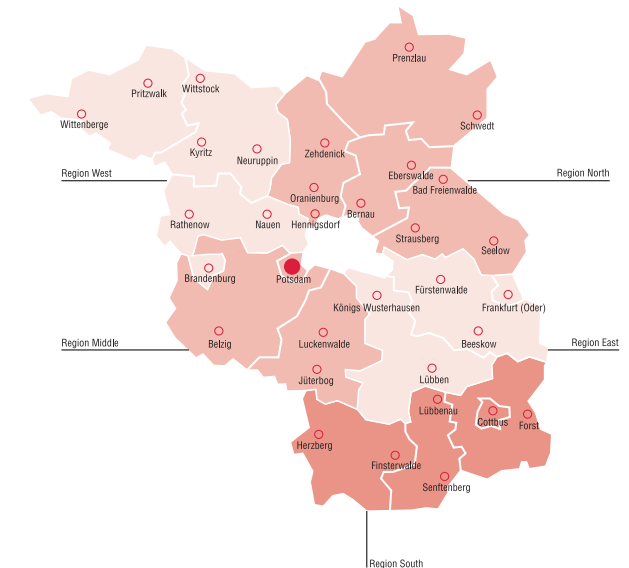 Prenzlau
Wittstock
Pritzwalk
Wittenberge
Schwedt
Kyritz
Neuruppin
Zehdenick
Eberswalde
Region West
Region North
Bad Freienwalde
Oranienburg
Bernau
Rathenow
Nauen
Hennigsdorf
Strausberg
Seelow
Brandenburg
Potsdam
Fürstenwalde
Königs Wusterhausen
Frankfurt (Oder)
Region Middle
Belzig
Luckenwalde
Beeskow
Region East
Jüterbog
Lübben
Lübbenau
Cottbus
Forst
Herzberg
Finsterwalde
Senftenberg
Region South